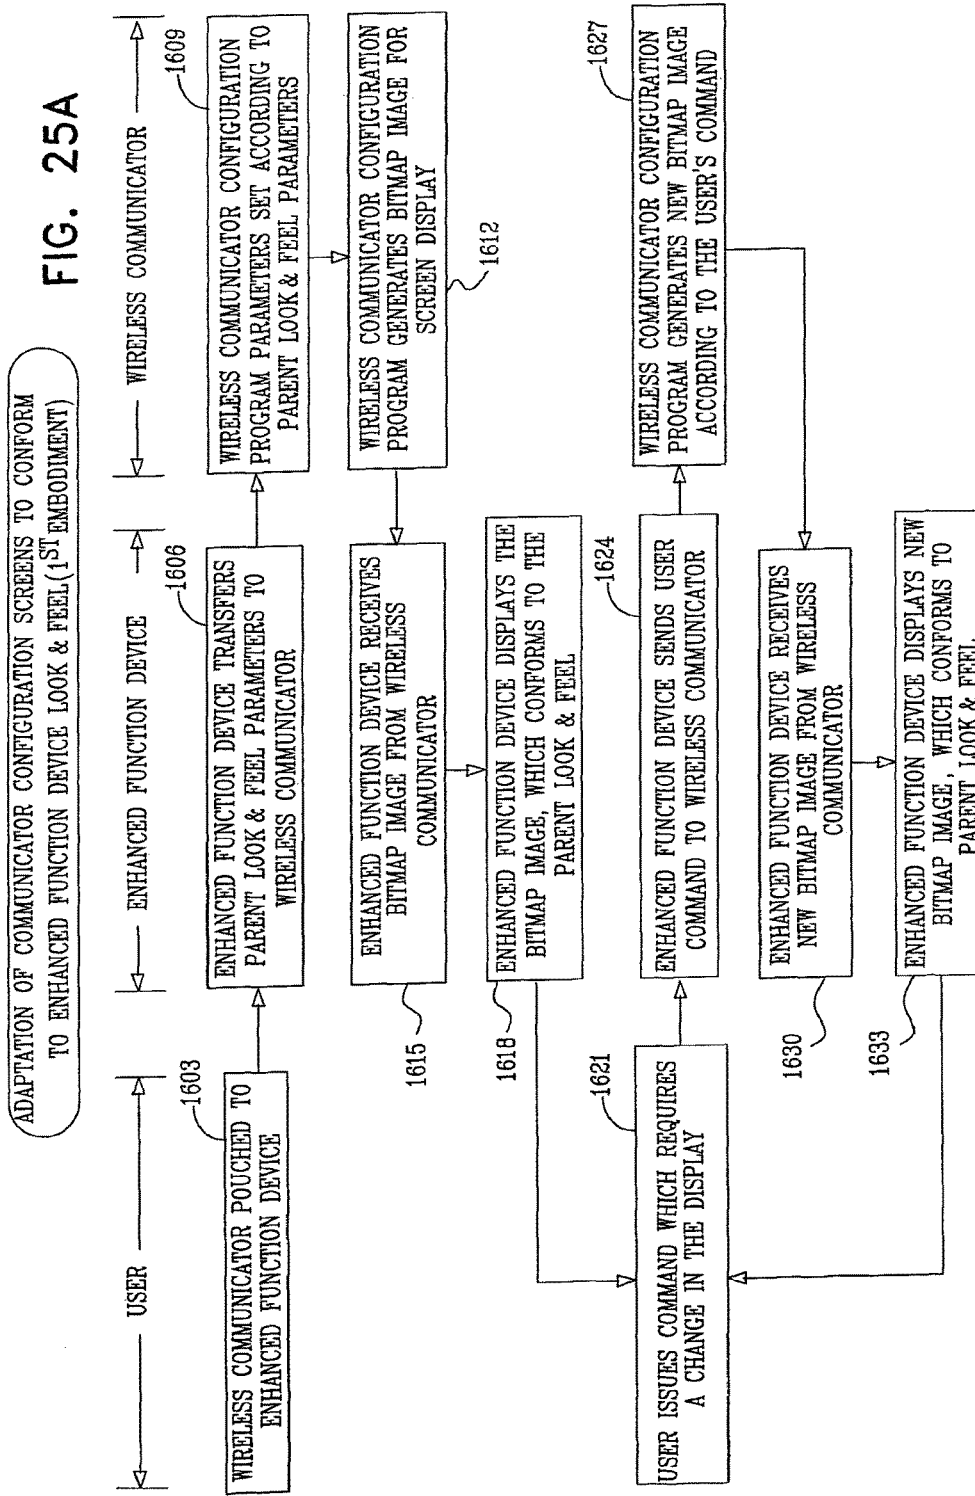 ADAPTATION OF COMMUNICATOR CONFIGURATION SCREENS TO CONFORM
TO ENHANCED FUNCTION DEVICE LOOK & FEEL(1ST EMBODIMENT)
FIG. 25A
USER
ENHANCED FUNCTION DEVICE
WIRELESS COMMUNICATOR
1603
WIRELESS COMMUNICATOR POUCHED TO
ENHANCED FUNCTION DEVICE
1606
ENHANCED FUNCTION DEVICE TRANSFERS
PARENT LOOK & FEEL PARAMETERS TO
WIRELESS COMMUNICATOR
1609
WIRELESS COMMUNICATOR CONFIGURATION
PROGRAM PARAMETERS SET ACCORDING TO
PARENT LOOK & FEEL PARAMETERS
WIRELESS COMMUNICATOR CONFIGURATION
PROGRAM GENERATES BITMAP IMAGE FOR
SCREEN DISPLAY
1612
ENHANCED FUNCTION DEVICE RECEIVES
BITMAP IMAGE FROM WIRELESS
COMMUNICATOR
1615
ENHANCED FUNCTION DEVICE DISPLAYS THE
BITMAP IMAGE, WHICH CONFORMS TO THE
PARENT LOOK & FEEL
1618
1621
USER ISSUES COMMAND WHICH REQUIRES
A CHANGE IN THE DISPLAY
1624
ENHANCED FUNCTION DEVICE SENDS USER
COMMAND TO WIRELESS COMMUNICATOR
1627
WIRELESS COMMUNICATOR CONFIGURATION
PROGRAM GENERATES NEW BITMAP IMAGE
ACCORDING TO THE USER'S COMMAND
ENHANCED FUNCTION DEVICE RECEIVES
NEW BITMAP IMAGE FROM WIRELESS
COMMUNICATOR
1630
ENHANCED FUNCTION DEVICE DISPLAYS NEW
BITMAP IMAGE, WHICH CONFORMS TO
PARENT LOOK & FEEL
1633